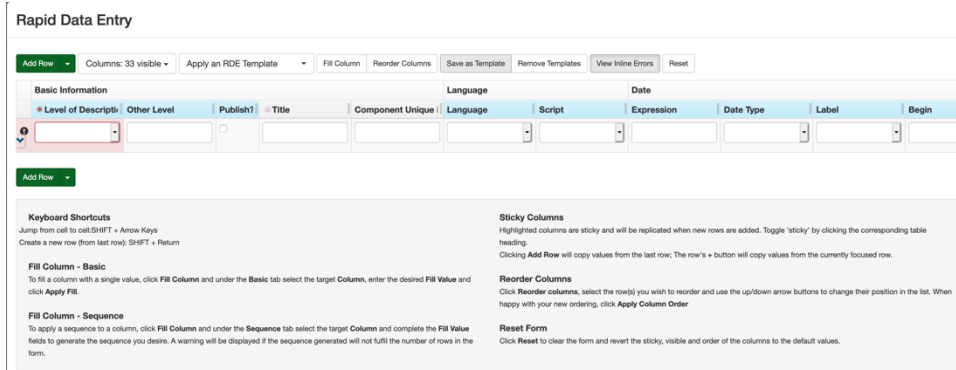 Rapid Data Entry
Add Row Columns: 33 visible Apply an RDE Template Fill Column Reorder Columns Save as Template Remove Templates View Inline Errors Reset
Basic Information Language Date
*Level of Descripti Other Level Publish? Title Component Unique I Language Script Expression Date Type Label Begin
Add Row
Keyboard Shortcuts
Jump from cell to cell:SHIFT + Arrow Keys
Create a new row (from last row): SHIFT + Return
Fill Column - Basic
To fill a column with a single value, click Fill Column and under the Basic tab select the target Column, enter the desired Fill Value and
click Apply Fill.
Fill Column - Sequence
To apply a sequence to a column, click Fill Column and under the Sequence tab select the target Column and complete the Fill Value
fields to generate the sequence you desire. A warning will be displayed if the sequence generated will not fulfil the number of rows in the
form.
Sticky Columns
Highlighted columns are sticky and will be replicated when new rows are added. Toggle 'sticky' by clicking the corresponding table
heading.
Clicking Add Row will copy values from the last row; The row's + button will copy values from the currently focused row.
Reorder Columns
Click Reorder columns, select the row(s) you wish to reorder and use the up/down arrow buttons to change their position in the list. When
happy with your new ordering, click Apply Column Order
Reset Form
Click Reset to clear the form and revert the sticky, visible and order of the columns to the default values.